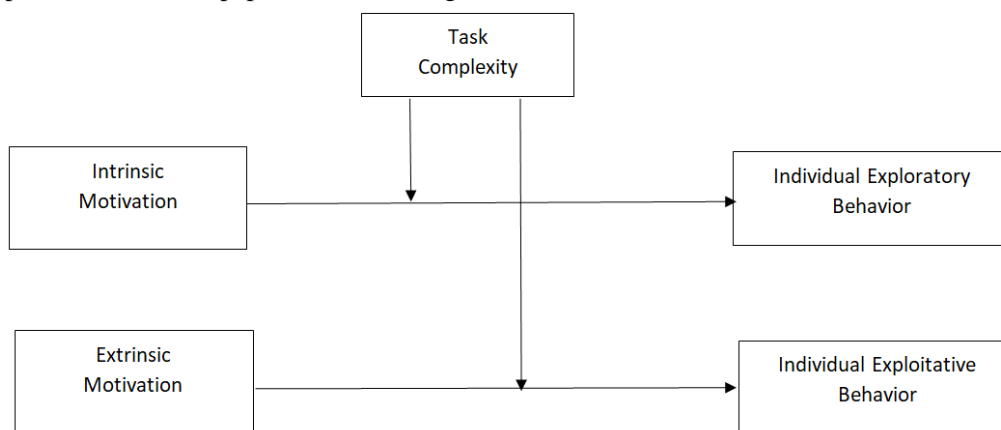 Task
Complexity
Intrinsic
Motivation
Individual Exploratory
Behavior
Extrinsic
Motivation
Individual Exploitative
Behavior